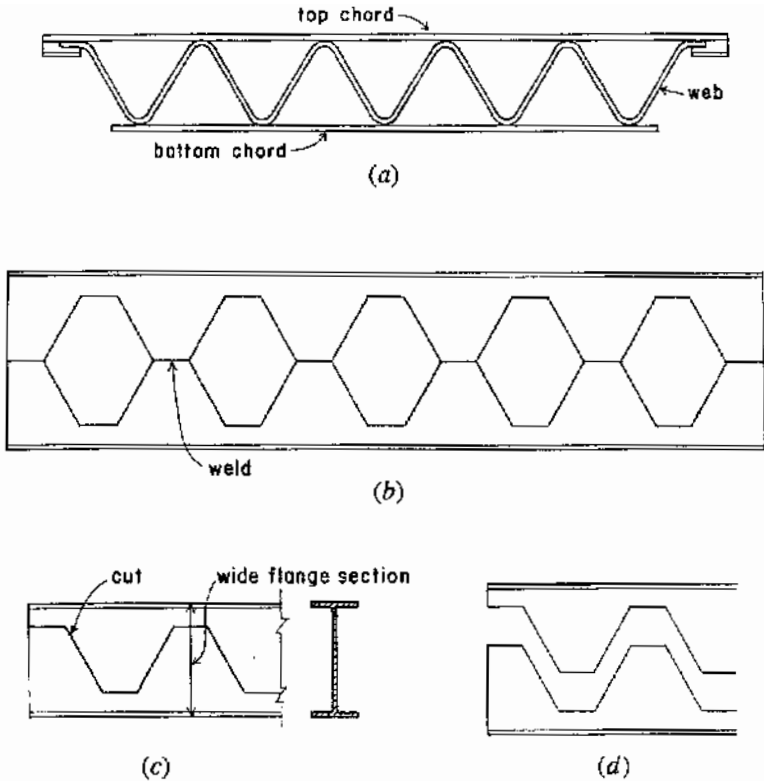 top chord
web
bottom chord
(a)
weld
(b)
cut
wide flange section
(c)
(d)